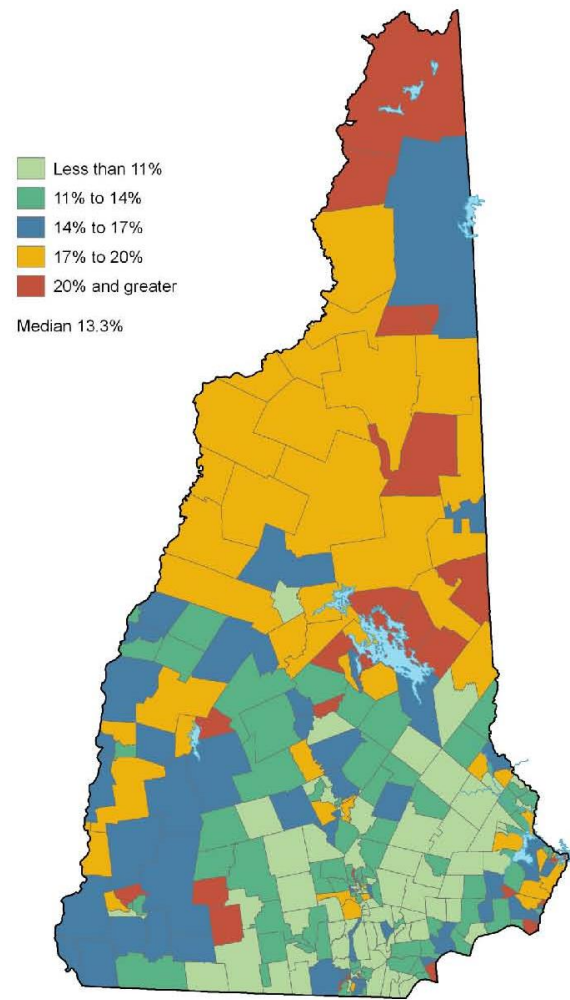 Less than 11%
11% to 14%
14% to 17%
17% to 20%
20% and greater
Median 13.3%